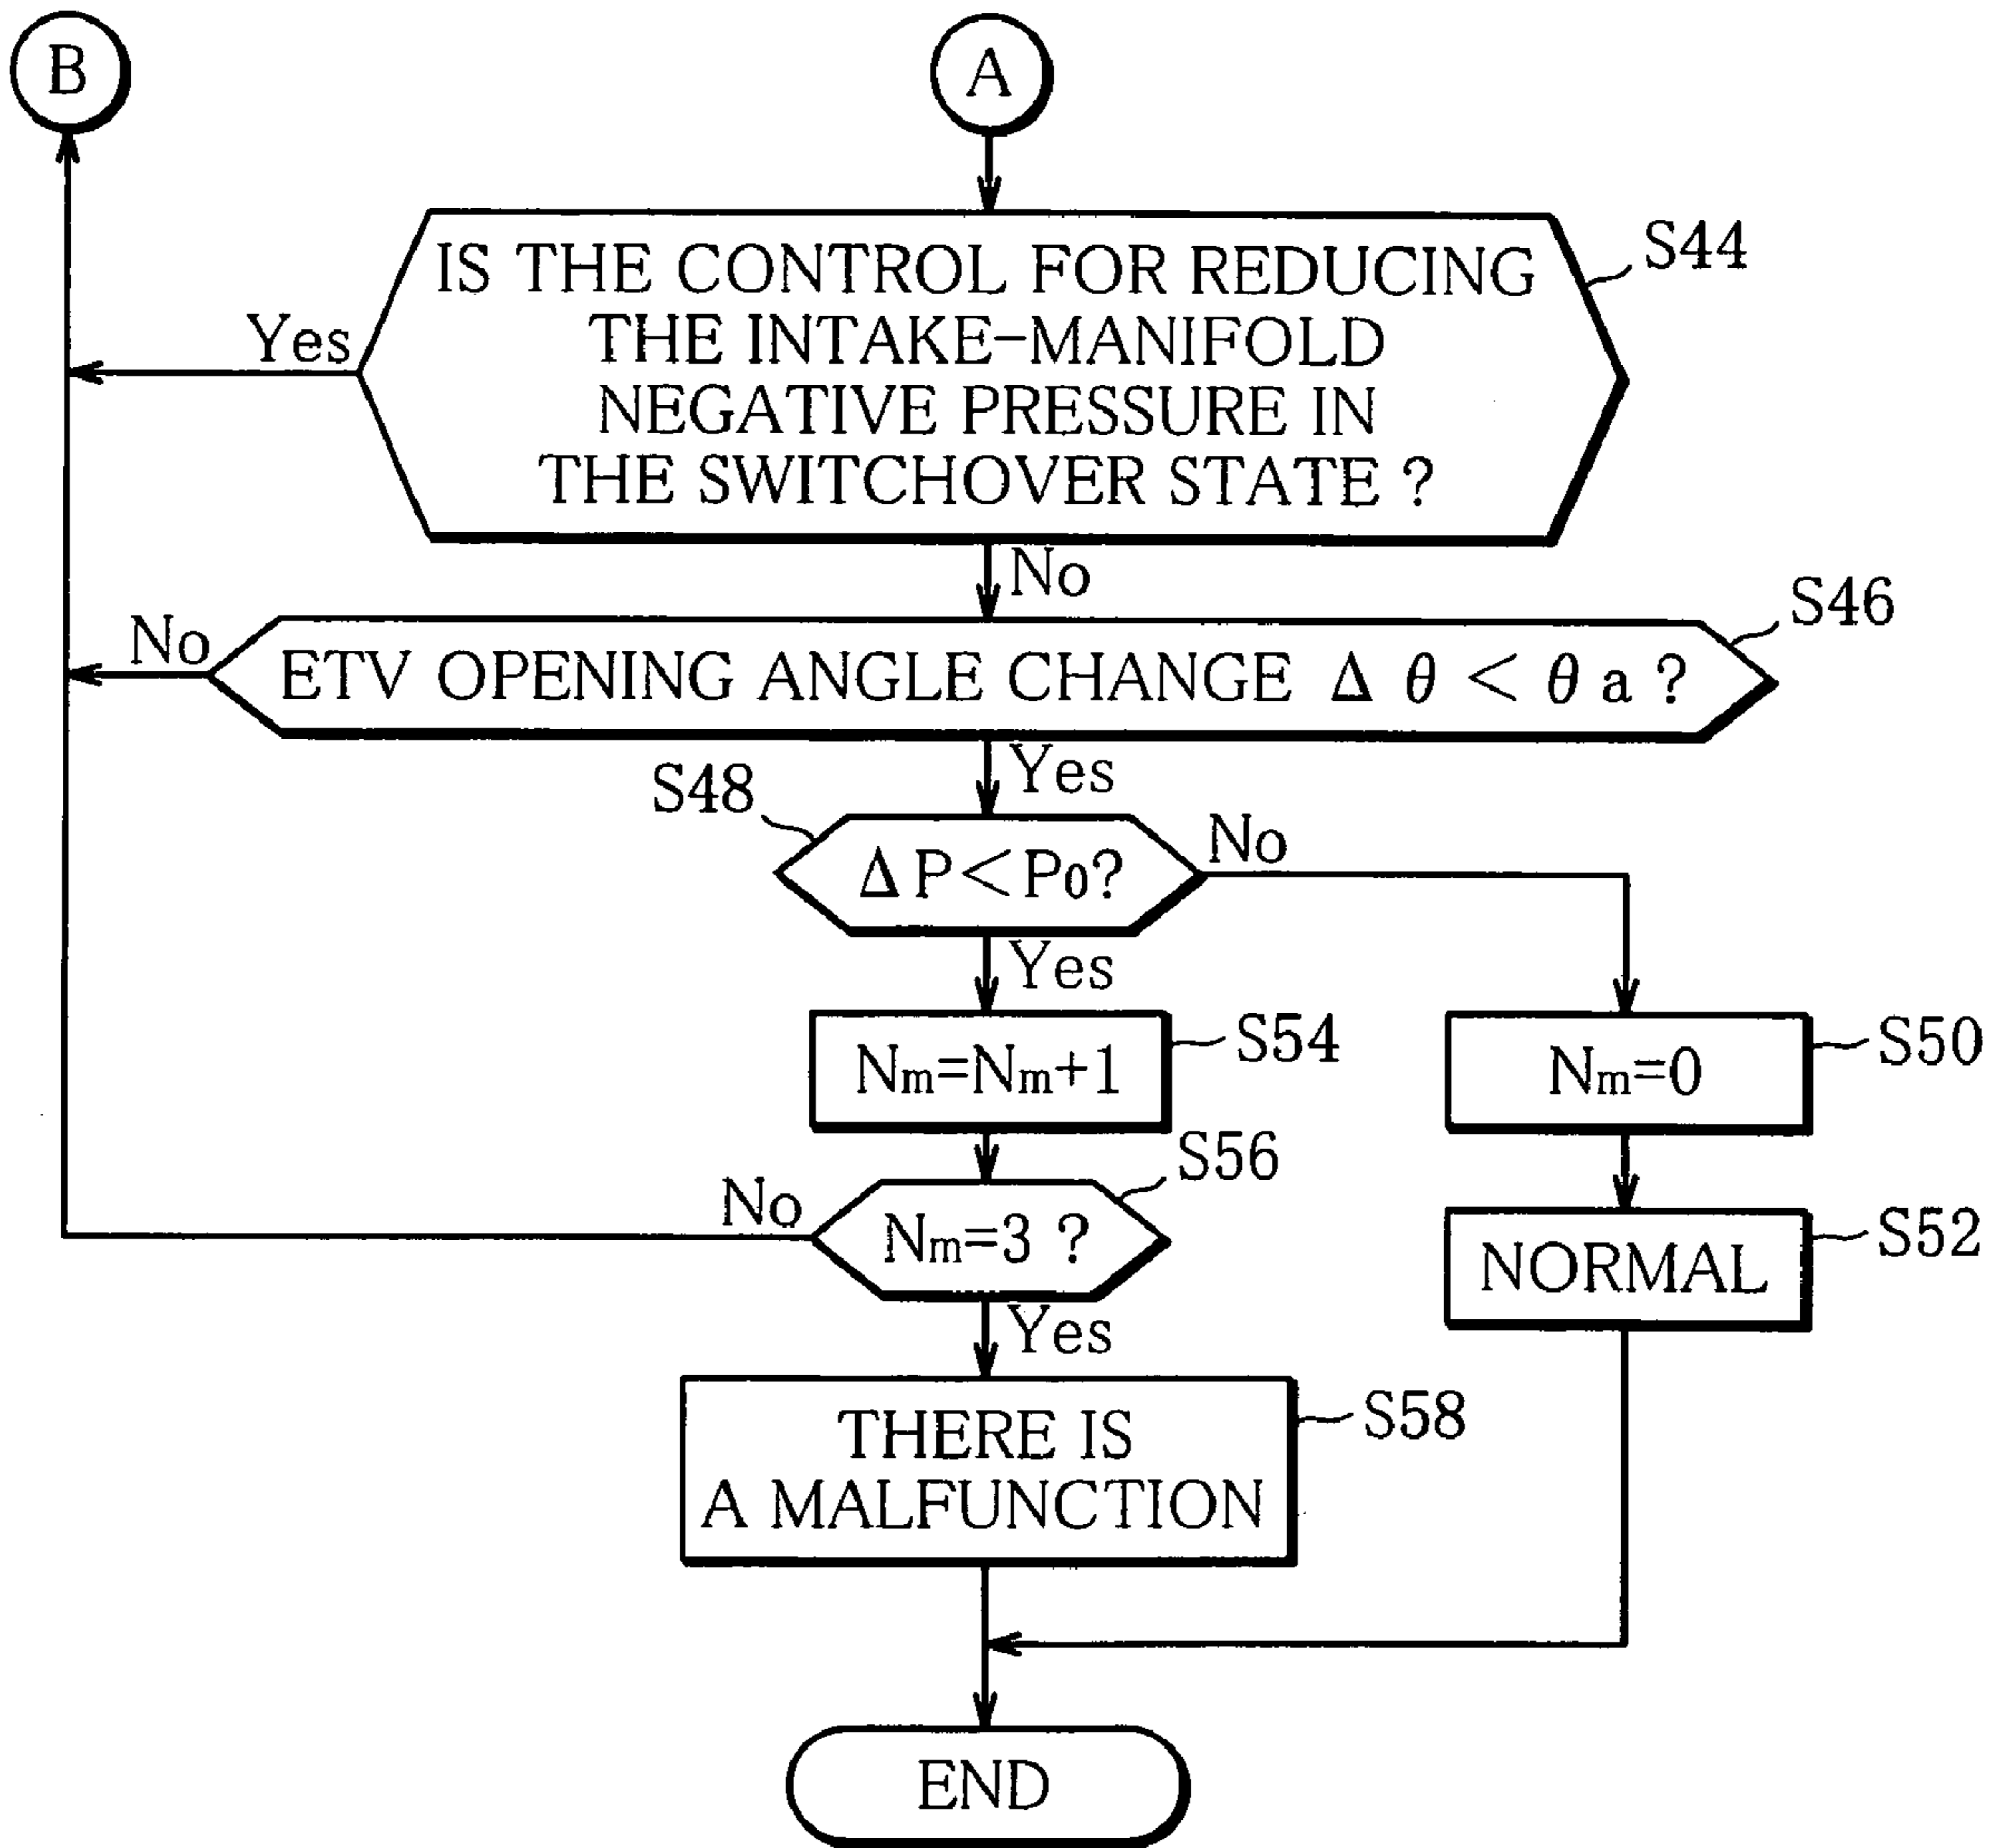 B
A
IS THE CONTROL FOR REDUCING
THE INTAKE-MANIFOLD
NEGATIVE PRESSURE IN
THE SWITCHOVER STATE ?
S44
Yes
No
S46
No
ETV OPENING ANGLE CHANGE Δ θ < θ a ?
Yes
S48
ΔP<P0?
No
Yes
Nm=Nm+1
S54
Nm=0
S50
S56
No
Nm=3 ?
NORMAL
S52
Yes
THERE IS
A MALFUNCTION
S58
END